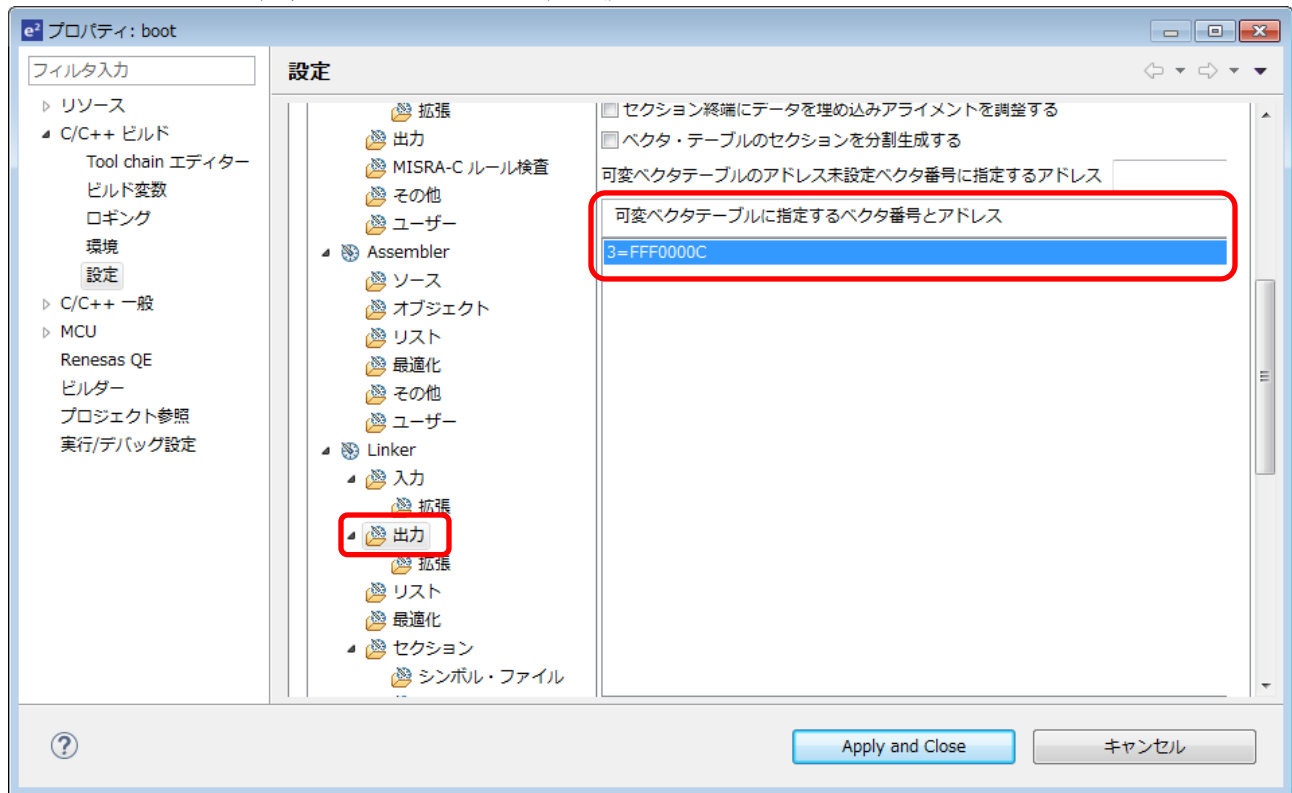 e² プロパティ: boot
フィルタ入力
設定
リソース
C/C++ ビルド
Tool chain エディター
ビルド変数
ロギング
環境
設定
C/C++ 一般
MCU
Renesas QE
ビルダー
プロジェクト参照
実行/デバッグ設定
拡張
出力
MISRA-C ルール検査
その他
ユーザー
Assembler
ソース
オブジェクト
リスト
最適化
その他
ユーザー
Linker
入力
拡張
出力
拡張
リスト
最適化
セクション
シンボル・ファイル
セクション終端にデータを埋め込みアライメントを調整する
ベクタ・テーブルのセクションを分割生成する
可変ベクタテーブルのアドレス未設定ベクタ番号に指定するアドレス
可変ベクタテーブルに指定するベクタ番号とアドレス
3=FFF0000C
?
Apply and Close
キャンセル